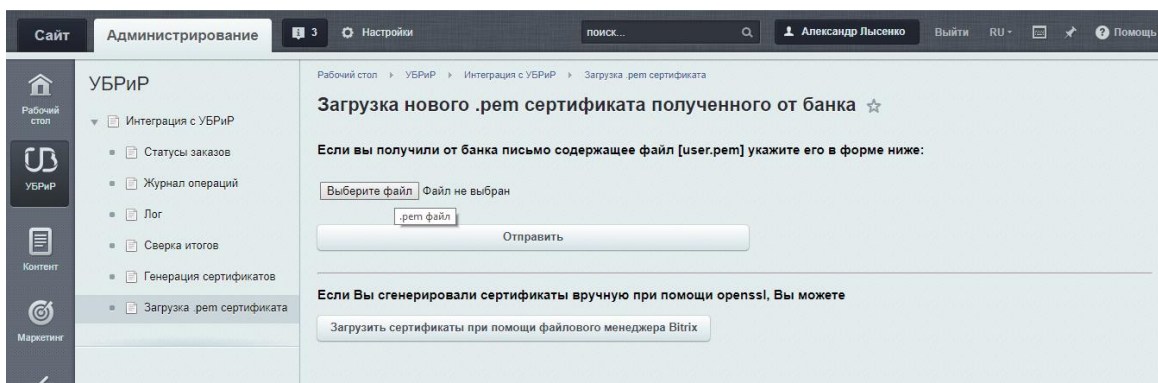 Сайт
Администрирование
3
Настройки
поиск...
Александр Лысенко
Выйти
RU
Помощь
Рабочий стол
УБРиР
Контент
Маркетинг
УБРиР
Интеграция с УБРиР
Статусы заказов
Журнал операций
Лог
Сверка итогов
Генерация сертификатов
Загрузка .pem сертификата
Рабочий стол УБРиР Интеграция с УБРиР Загрузка .pem сертификата
Загрузка нового .pem сертификата полученного от банка
Если вы получили от банка письмо содержащее файл [user.pem] укажите его в форме ниже:
Выберите файл Файл не выбран
.pem файл
Отправить
Если Вы сгенерировали сертификаты вручную при помощи openssl, Вы можете
Загрузить сертификаты при помощи файлового менеджера Bitrix